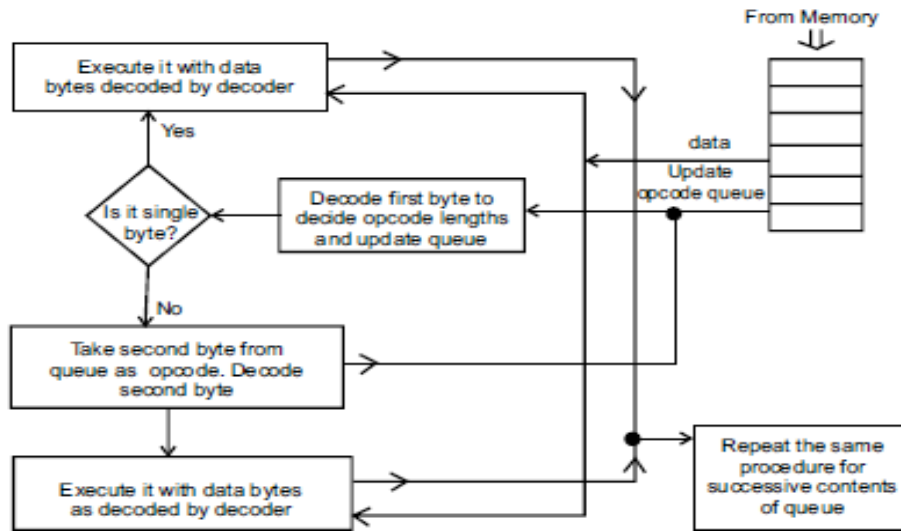 From Memory
Execute it with data
bytes decoded by decoder
Yes
data
Update
opcode queue
Is it single
byte?
Decode first byte to
decide opcode lengths
and update queue
No
Take second byte from
queue as opcode. Decode
second byte
Repeat the same
procedure for
successive contents
of queue
Execute it with data bytes
as decoded by decoder